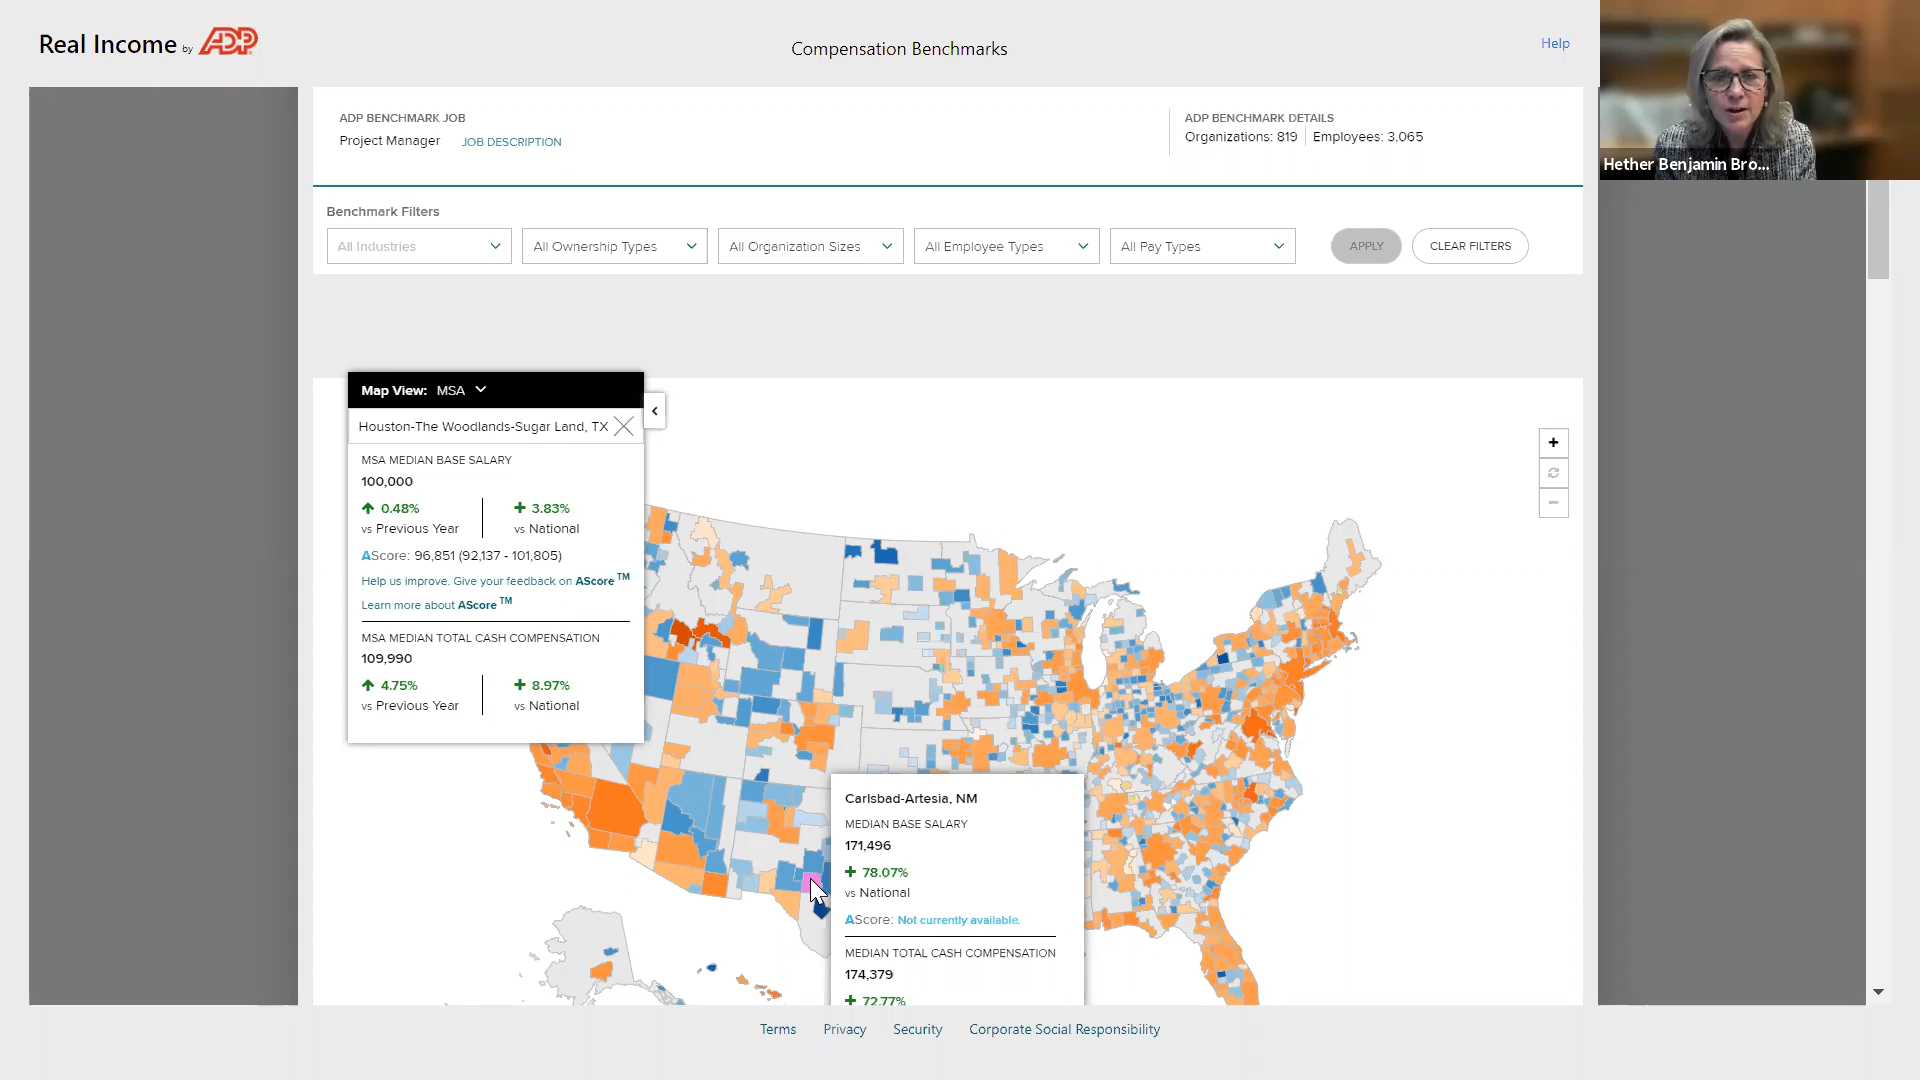 Real Income by ADP
Compensation Benchmarks
Help
Hether Benjamin Bro...
ADP BENCHMARK JOB
Project Manager JOB DESCRIPTION
ADP BENCHMARK DETAILS
Organizations: 819 Employees: 3,065
Benchmark Filters
All Industries All Ownership Types All Organization Sizes All Employee Types All Pay Types APPLY CLEAR FILTERS
Map View: MSA
Houston-The Woodlands-Sugar Land, TX
MSA MEDIAN BASE SALARY
100,000
0.48% + 3.83%
vs Previous Year vs National
AScore: 96,851 (92,137 - 101,805)
Help us improve. Give your feedback on AScore TM
Learn more about AScore TM
MSA MEDIAN TOTAL CASH COMPENSATION
109,990
4.75% + 8.97%
vs Previous Year vs National
Carlsbad-Artesia, NM
MEDIAN BASE SALARY
171,496
+ 78.07%
vs National
AScore: Not currently available.
MEDIAN TOTAL CASH COMPENSATION
174,379
+ 72.77%
Terms Privacy Security Corporate Social Responsibility